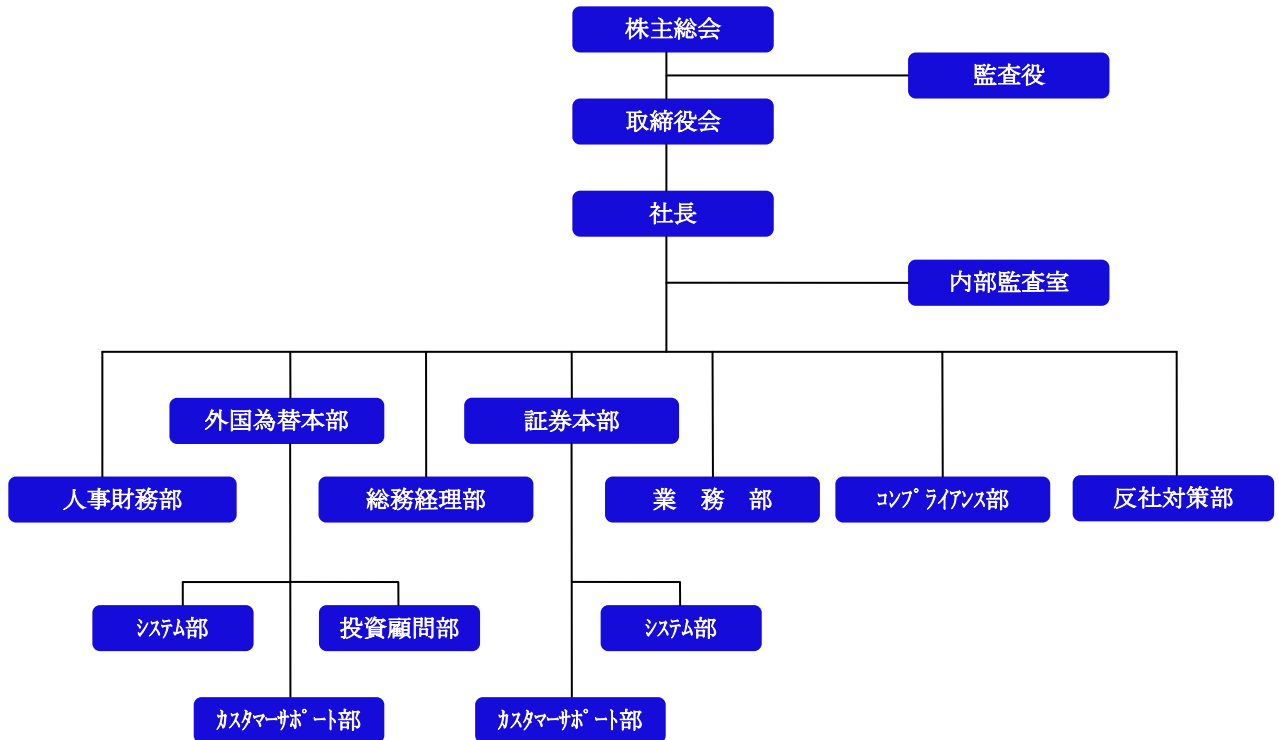 株主総会
監査役
取締役会
社長
内部監査室
外国為替本部
証券本部
人事財務部
総務経理部
業　務　部
ｺﾝﾌﾟﾗｲｱﾝｽ部
反社対策部
ｼｽﾃﾑ部
投資顧問部
ｼｽﾃﾑ部
ｶｽﾀﾏｰｻﾎﾟｰﾄ部
ｶｽﾀﾏｰｻﾎﾟｰﾄ部